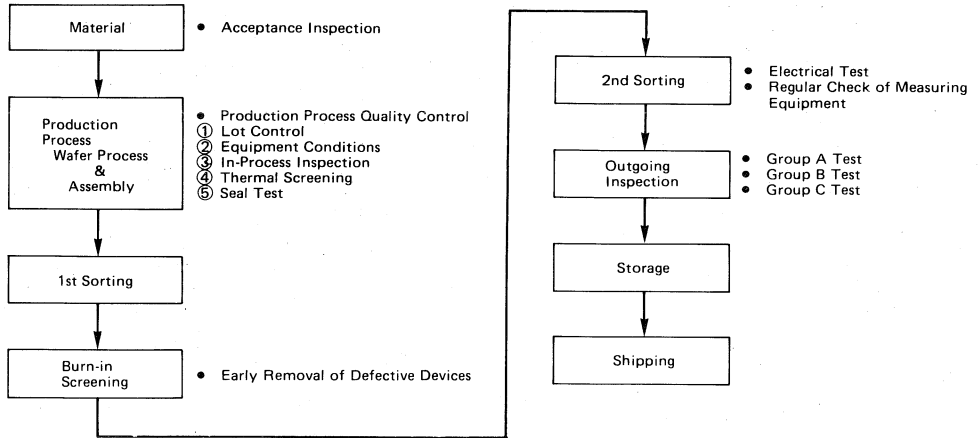 Material
• Acceptance Inspection
Production
Process
Wafer Process
&
Assembly
• Production Process Quality Control
① Lot Control
② Equipment Conditions
③ In-Process Inspection
④ Thermal Screening
⑤ Seal Test
1st Sorting
Burn-in
Screening
• Early Removal of Defective Devices
2nd Sorting
• Electrical Test
• Regular Check of Measuring
Equipment
Outgoing
Inspection
• Group A Test
• Group B Test
• Group C Test
Storage
Shipping